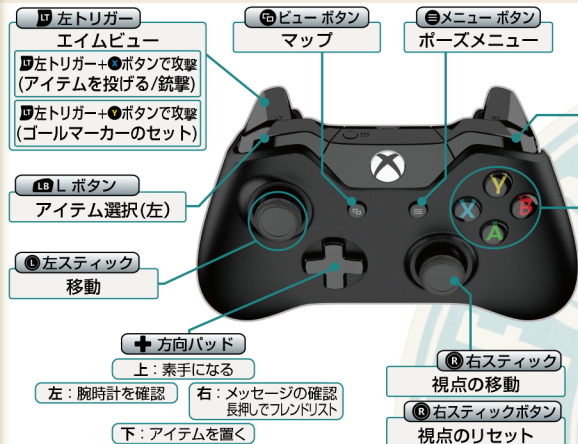 LT 左トリガー
エイムビュー
LT左トリガー+Xボタンで攻撃
(アイテムを投げる/銃撃)
LT左トリガー+Yボタンで攻撃
(ゴールマーカーのセット)
ビュー ボタン
マップ
メニュー ボタン
ポーズメニュー
LB L ボタン
アイテム選択(左)
L左スティック
移動
Y
X
B
A
方向パッド
上：素手になる
左：腕時計を確認
右：メッセージの確認
長押しでフレンドリスト
下：アイテムを置く
R右スティック
視点の移動
R右スティックボタン
視点のリセット